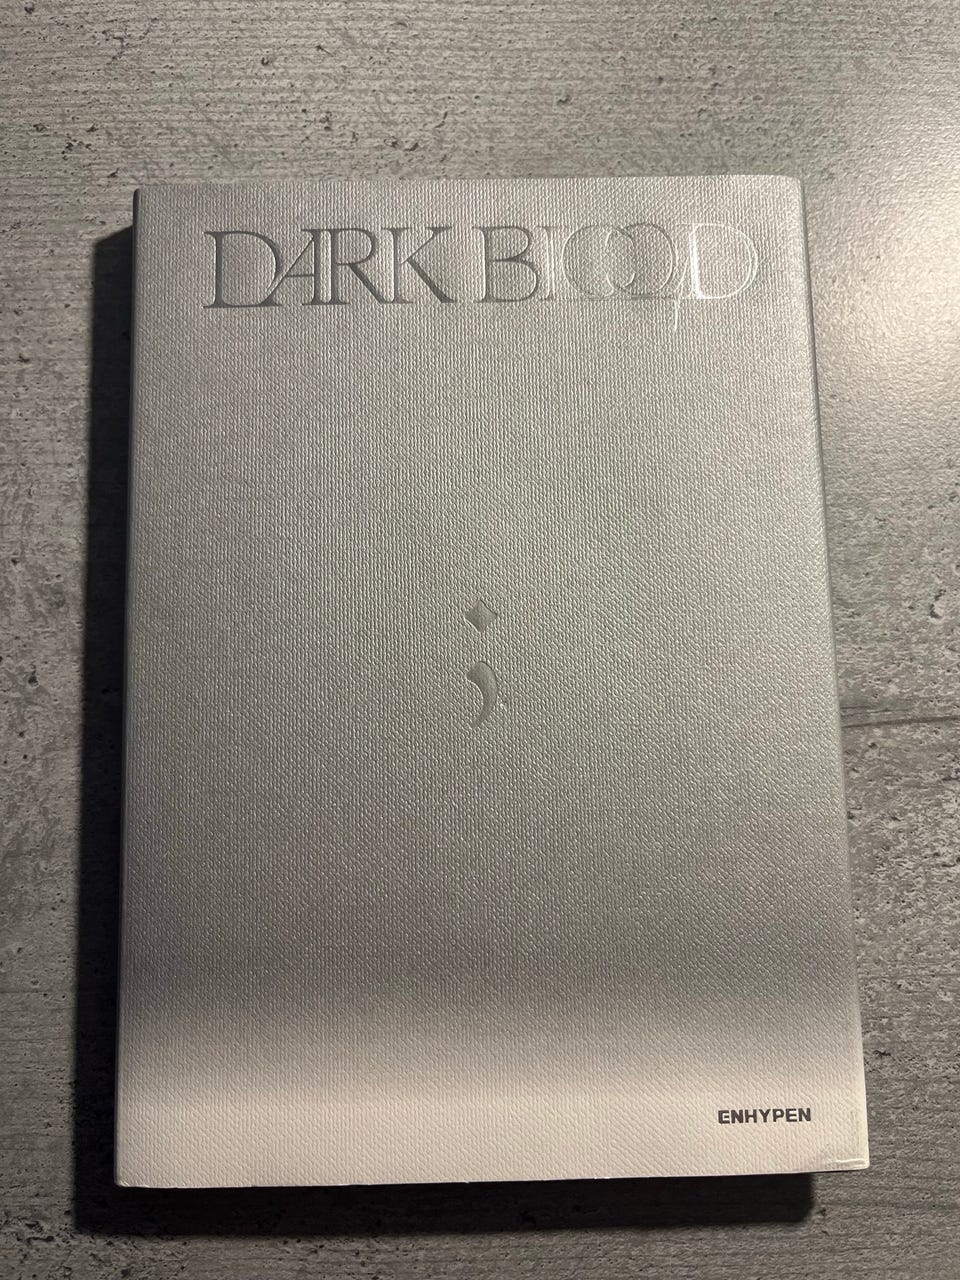 DARK BLOOD
;
ENHYPEN